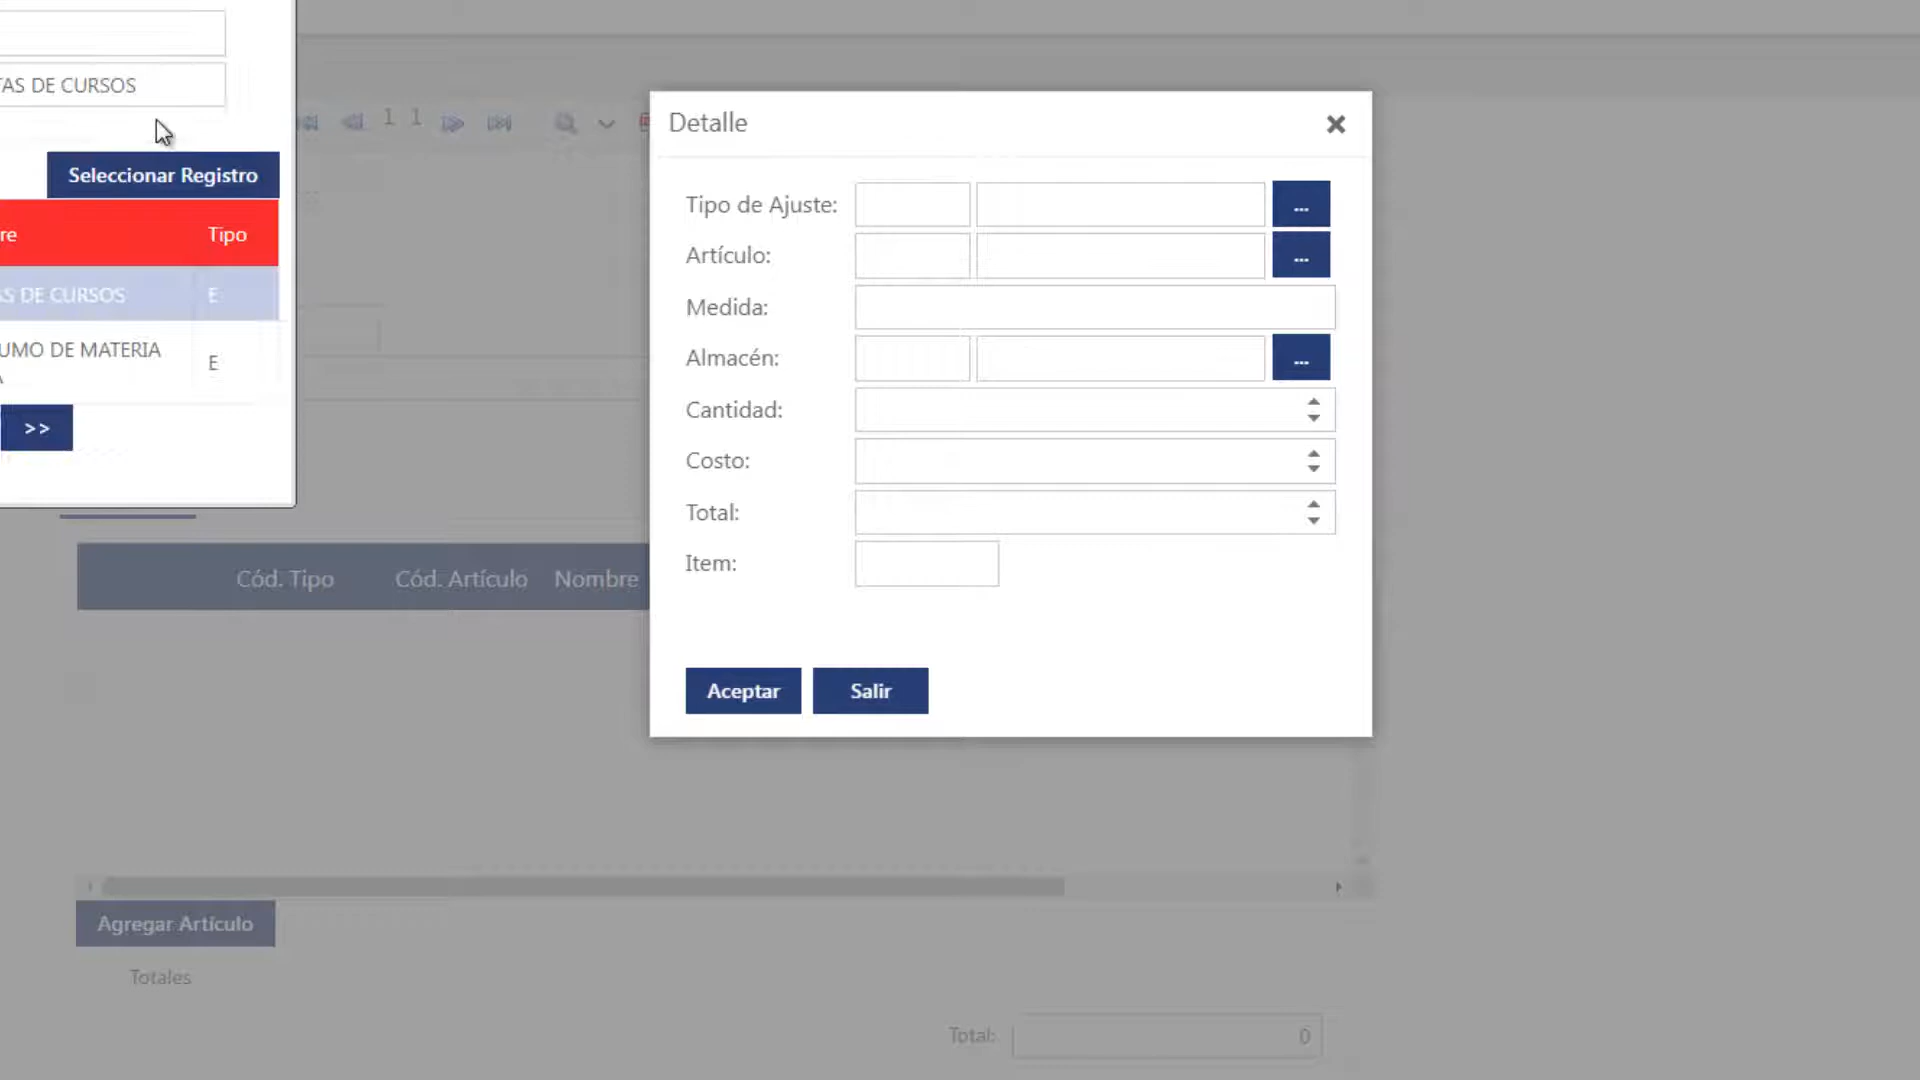 TAS DE CURSOS
Seleccionar Registro
re Tipo
AS DE CURSOS E
UMO DE MATERIA E
>>
1 1
Detalle
Tipo de Ajuste: ...
Artículo: ...
Medida:
Almacén: ...
Cantidad:
Costo:
Total:
Item:
Aceptar Salir
Cód. Tipo Cód. Artículo Nombre
Agregar Artículo
Totales
Total: 0